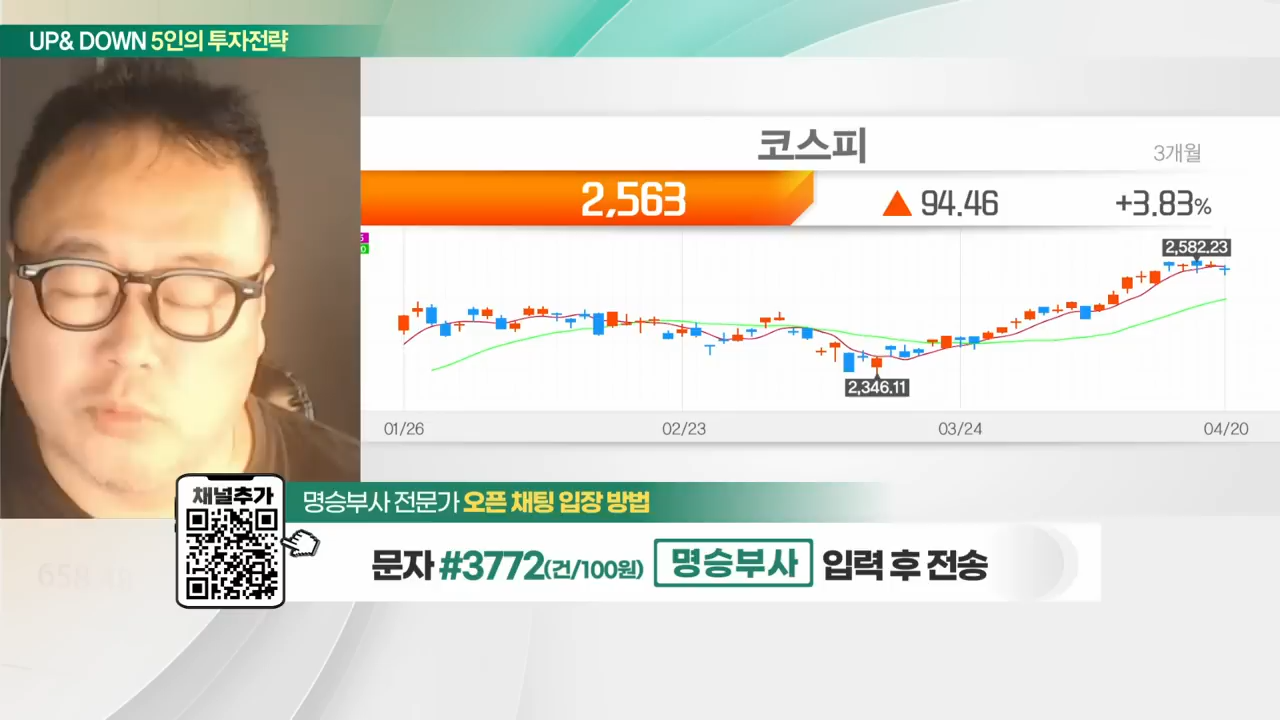 UP& DOWN 5인의 투자전략
코스피
3개월
2,563
▲ 94.46
+3.83%
2,582.23
2,346.11
01/26
02/23
03/24
04/20
채널추가
명승부사 전문가 오픈 채팅 입장 방법
문자 #3772(건/100원) 명승부사 입력 후 전송